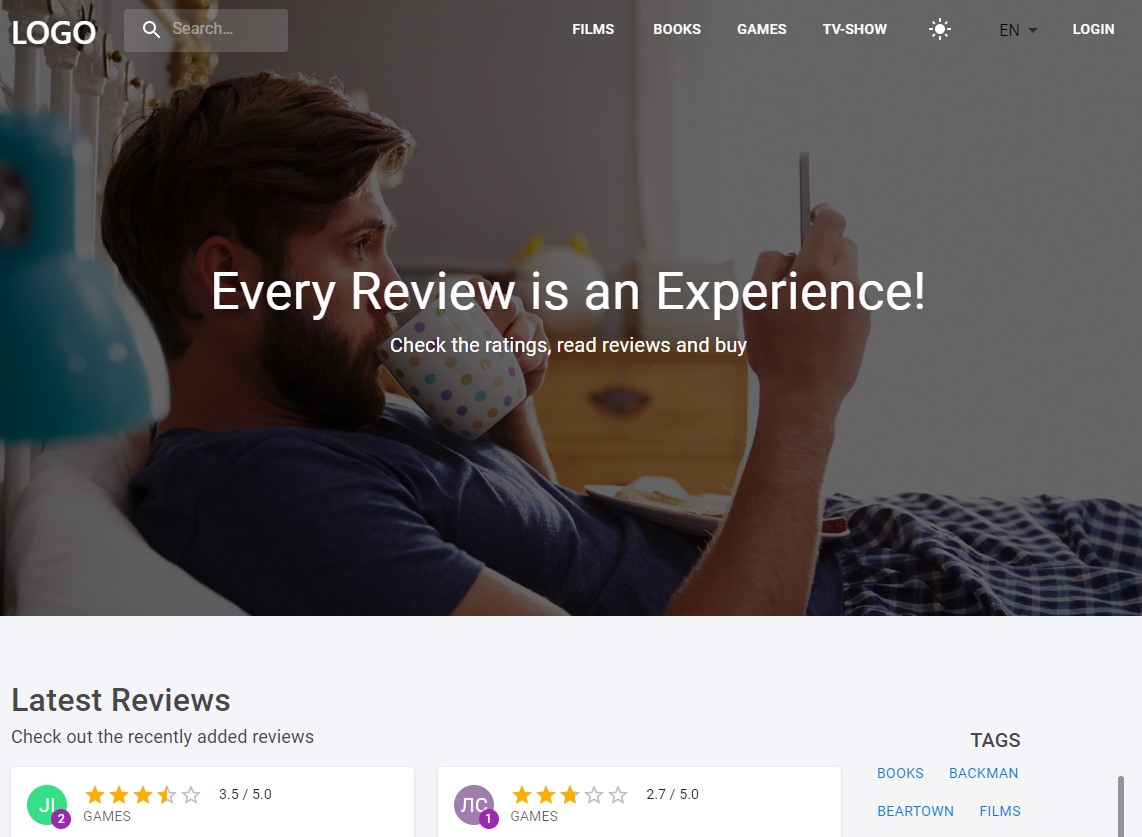 LOGO
Search...
FILMS BOOKS GAMES TV-SHOW EN LOGIN
Every Review is an Experience!
Check the ratings, read reviews and buy
Latest Reviews
Check out the recently added reviews
JI 2 3.5 / 5.0
GAMES
ЛС 1 2.7 / 5.0
GAMES
TAGS
BOOKS BACKMAN
BEARTOWN FILMS